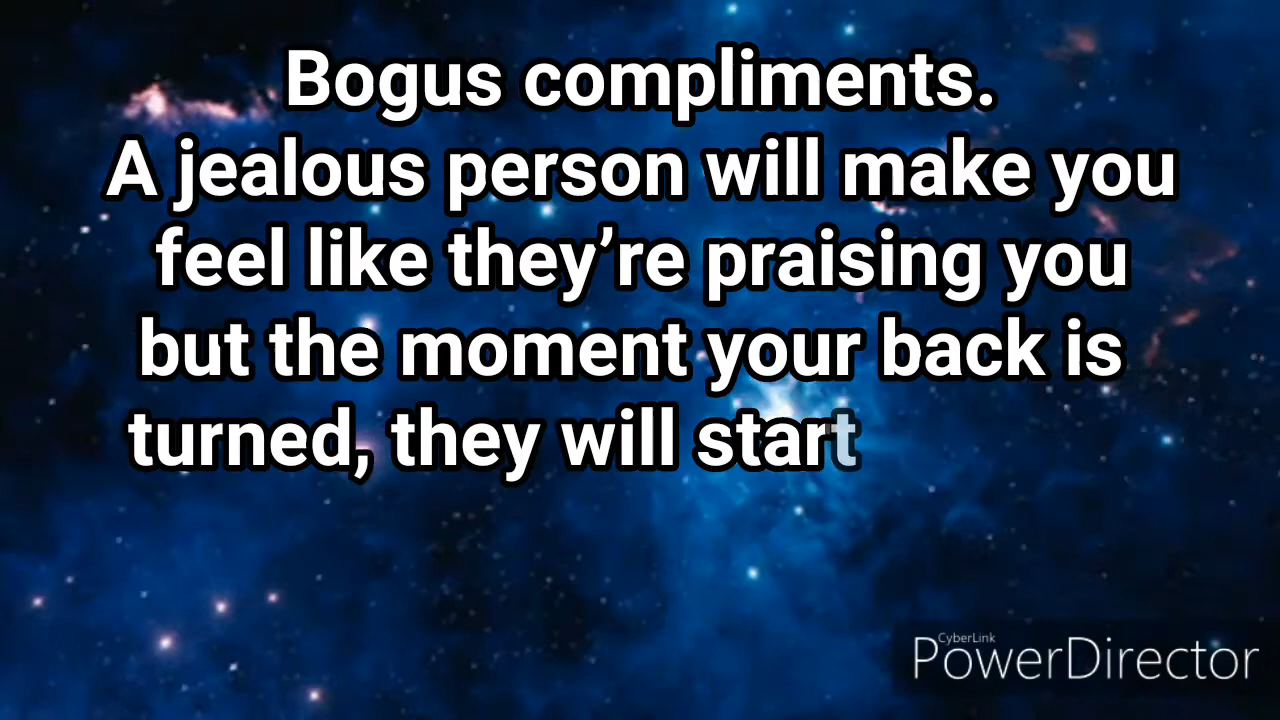 Bogus compliments.
A jealous person will make you
feel like they’re praising you
but the moment your back is
turned, they will start
CyberLink
PowerDirector